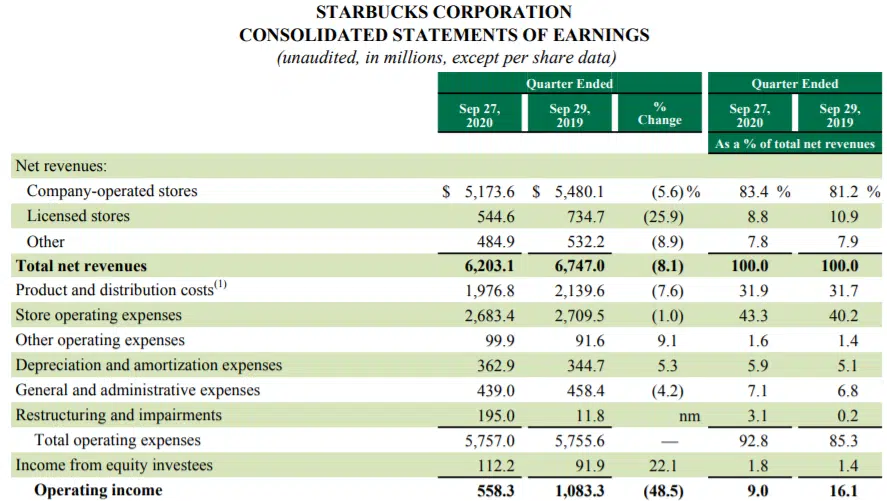 STARBUCKS CORPORATION
CONSOLIDATED STATEMENTS OF EARNINGS
(unaudited, in millions, except per share data)
Quarter Ended Quarter Ended
Sep 27, 2020 Sep 29, 2019 % Change Sep 27, 2020 Sep 29, 2019
As a % of total net revenues
Net revenues:
Company-operated stores $ 5,173.6 $ 5,480.1 (5.6) % 83.4 % 81.2 %
Licensed stores 544.6 734.7 (25.9) 8.8 10.9
Other 484.9 532.2 (8.9) 7.8 7.9
Total net revenues 6,203.1 6,747.0 (8.1) 100.0 100.0
Product and distribution costs(1) 1,976.8 2,139.6 (7.6) 31.9 31.7
Store operating expenses 2,683.4 2,709.5 (1.0) 43.3 40.2
Other operating expenses 99.9 91.6 9.1 1.6 1.4
Depreciation and amortization expenses 362.9 344.7 5.3 5.9 5.1
General and administrative expenses 439.0 458.4 (4.2) 7.1 6.8
Restructuring and impairments 195.0 11.8 nm 3.1 0.2
Total operating expenses 5,757.0 5,755.6 — 92.8 85.3
Income from equity investees 112.2 91.9 22.1 1.8 1.4
Operating income 558.3 1,083.3 (48.5) 9.0 16.1